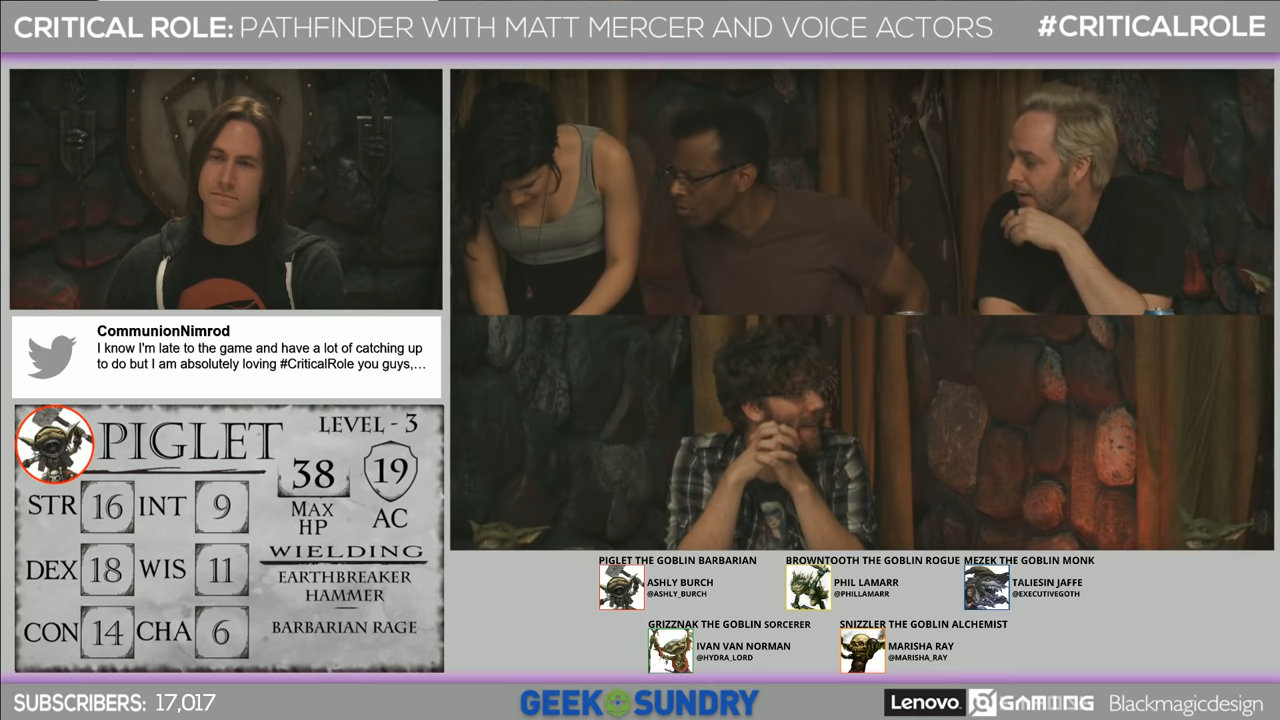 CRITICAL ROLE: PATHFINDER WITH MATT MERCER AND VOICE ACTORS #CRITICALROLE
CommunionNimrod
I know I'm late to the game and have a lot of catching up
to do but I am absolutely loving #CriticalRole you guys,...
PIGLET
LEVEL - 3
38
MAX
HP
19
AC
STR 16 INT 9
DEX 18 WIS 11
CON 14 CHA 6
WIELDING
EARTHBREAKER
HAMMER
BARBARIAN RAGE
PIGLET THE GOBLIN BARBARIAN
ASHLY BURCH
@ASHLY_BURCH
BROWNTOOTH THE GOBLIN ROGUE
PHIL LAMARR
@PHILLAMARR
MEZEK THE GOBLIN MONK
TALIESIN JAFFE
@EXECUTIVEGOTH
GRIZZNAK THE GOBLIN SORCERER
IVAN VAN NORMAN
@HYDRA_LORD
SNIZZLER THE GOBLIN ALCHEMIST
MARISHA RAY
@MARISHA_RAY
SUBSCRIBERS: 17,017
GEEK & SUNDRY
Lenovo.
GAMING
Blackmagicdesign